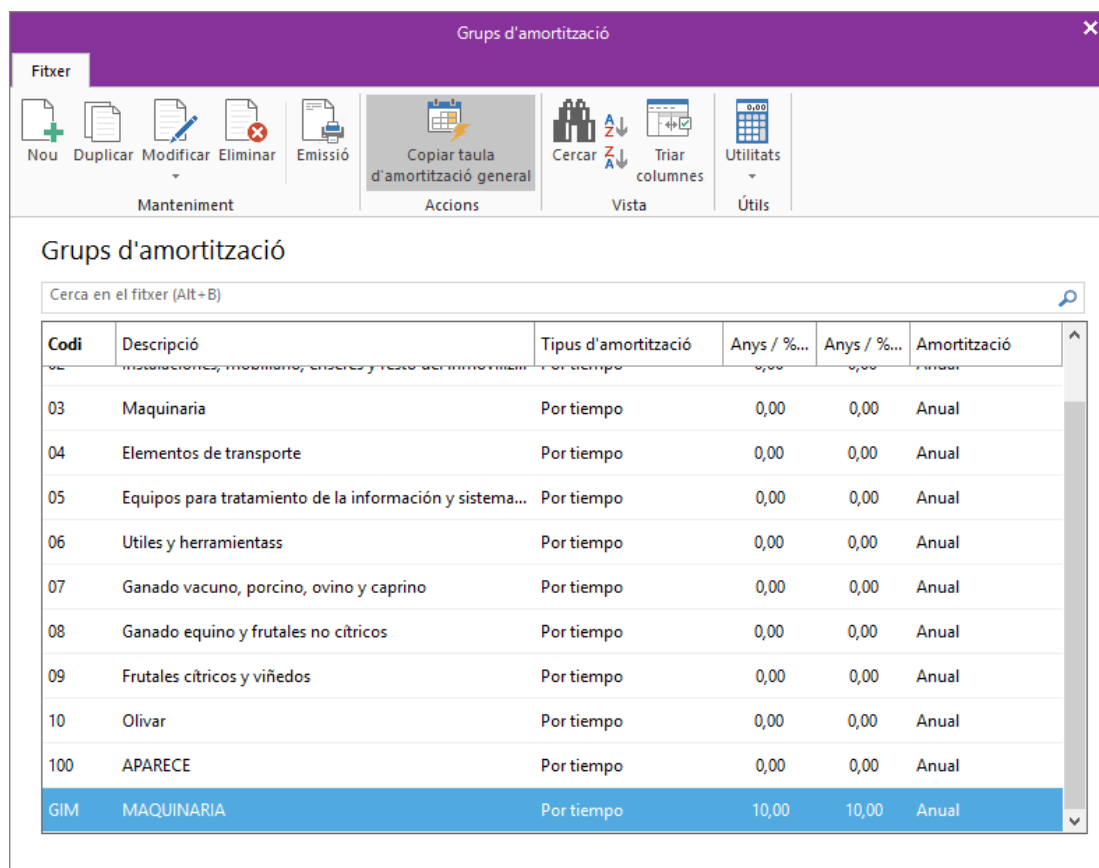 Grups d'amortització
Fitxer
Nou Duplicar Modificar Eliminar Emissió Copiar taula d'amortització general Cercar Triar columnes Utilitats
Manteniment Accions Vista Útils
Grups d'amortització
Cerca en el fitxer (Alt+B)
Codi Descripció Tipus d'amortització Anys / %... Anys / %... Amortització
03 Maquinaria Por tiempo 0,00 0,00 Anual
04 Elementos de transporte Por tiempo 0,00 0,00 Anual
05 Equipos para tratamiento de la información y sistema... Por tiempo 0,00 0,00 Anual
06 Utiles y herramientass Por tiempo 0,00 0,00 Anual
07 Ganado vacuno, porcino, ovino y caprino Por tiempo 0,00 0,00 Anual
08 Ganado equino y frutales no cítricos Por tiempo 0,00 0,00 Anual
09 Frutales cítricos y viñedos Por tiempo 0,00 0,00 Anual
10 Olivar Por tiempo 0,00 0,00 Anual
100 APARECE Por tiempo 0,00 0,00 Anual
GIM MAQUINARIA Por tiempo 10,00 10,00 Anual